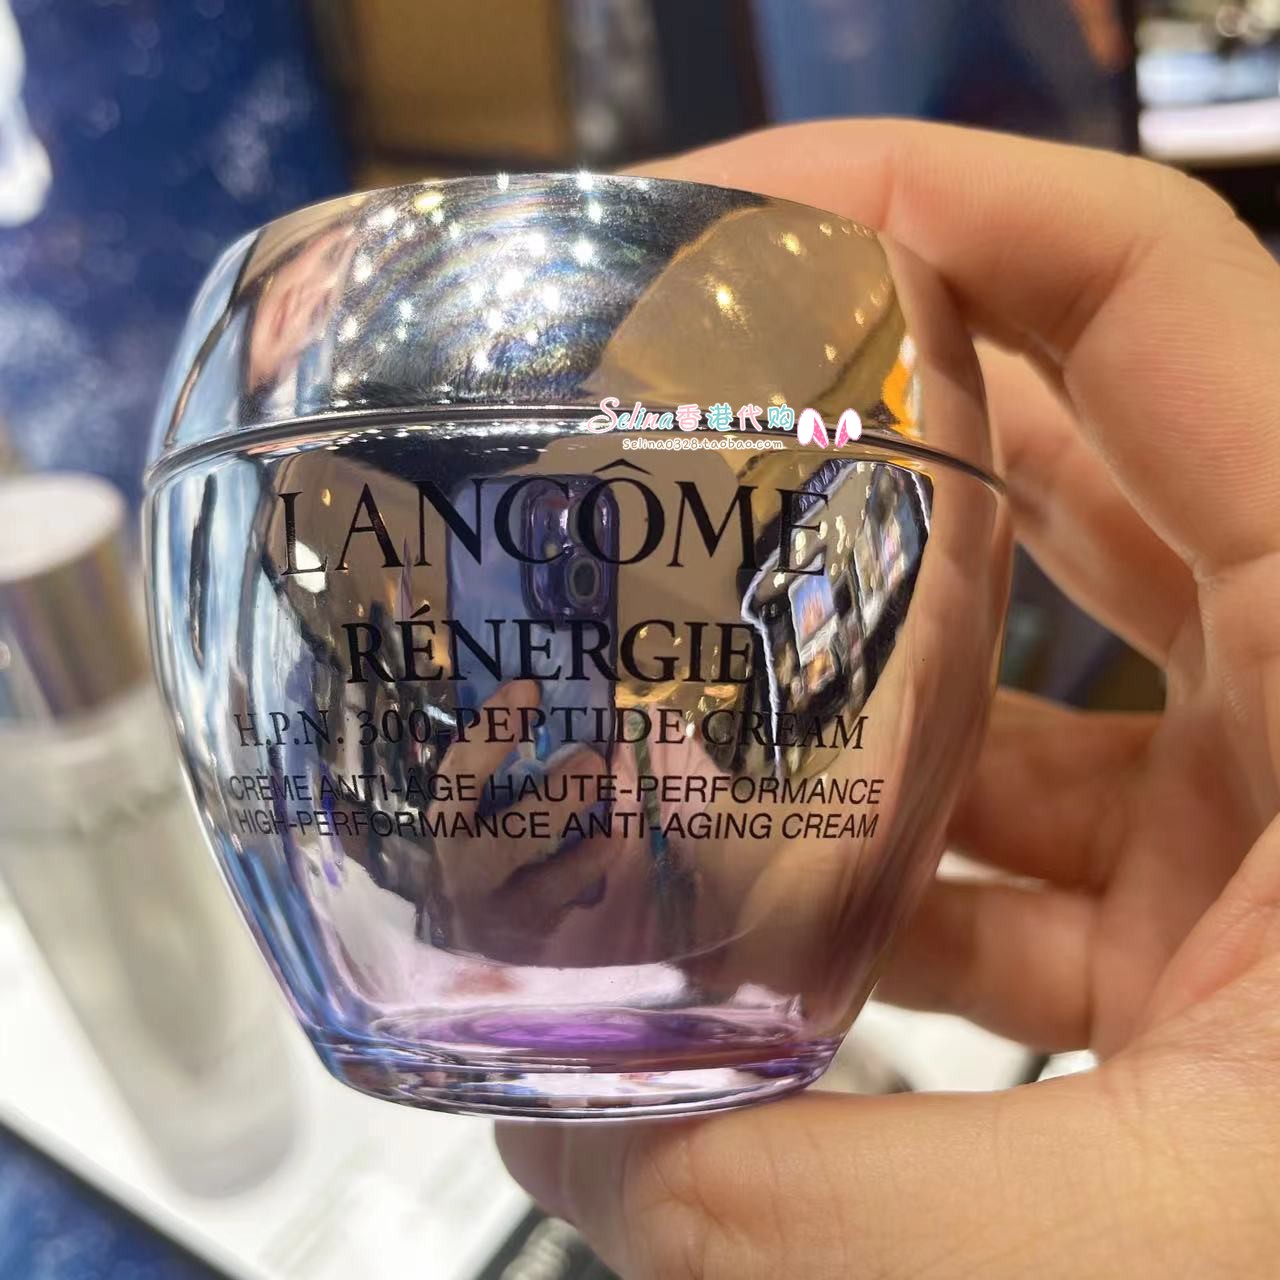 Selina香港代购
Selina0328.taobao.com
LANCÔME
RÉNERGIE
H.P.N. 300-PEPTIDE CREAM
CRÈME ANTI-ÂGE HAUTE-PERFORMANCE
HIGH-PERFORMANCE ANTI-AGING CREAM